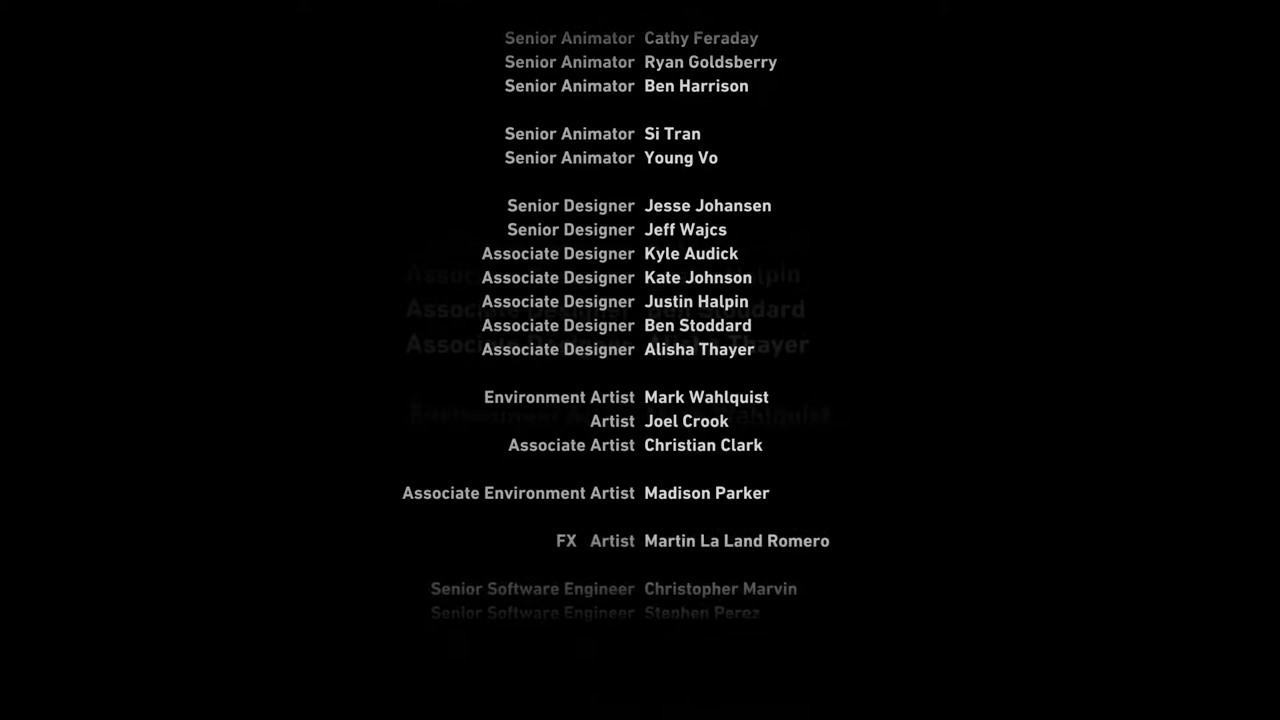 Senior Animator Cathy Feraday
Senior Animator Ryan Goldsberry
Senior Animator Ben Harrison
Senior Animator Si Tran
Senior Animator Young Vo
Senior Designer Jesse Johansen
Senior Designer Jeff Wajcs
Associate Designer Kyle Audick
Associate Designer Kate Johnson
Associate Designer Justin Halpin
Associate Designer Ben Stoddard
Associate Designer Alisha Thayer
Environment Artist Mark Wahlquist
Artist Joel Crook
Associate Artist Christian Clark
Associate Environment Artist Madison Parker
FX Artist Martin La Land Romero
Senior Software Engineer Christopher Marvin
Senior Software Engineer Stephen Perez